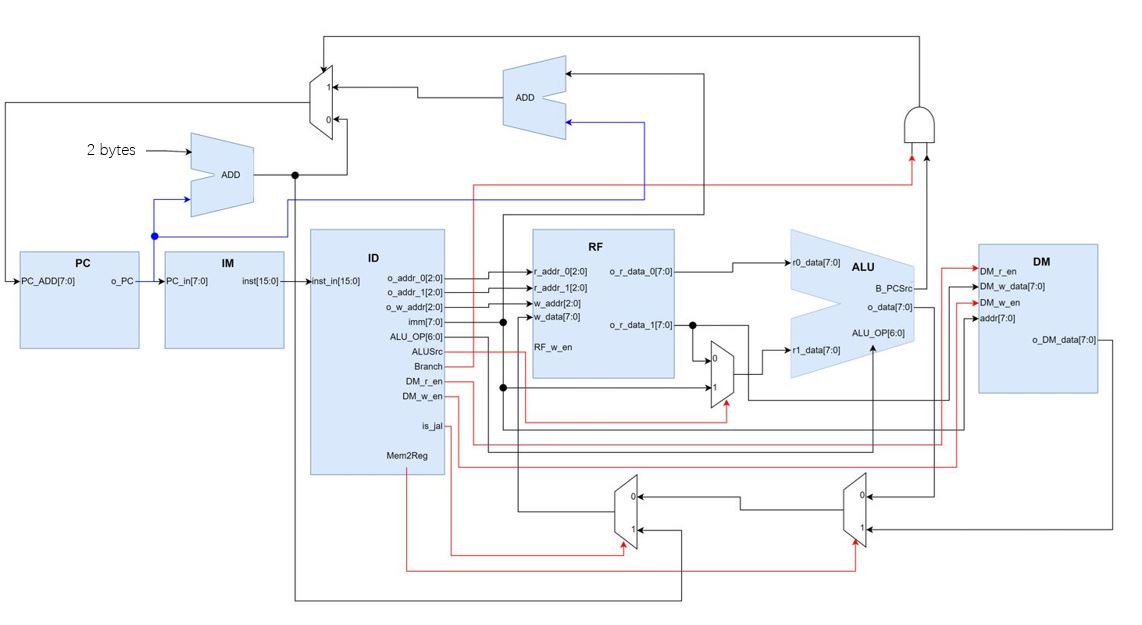 1
0
ADD
2 bytes
ADD
PC
PC_ADD[7:0]
o_PC
IM
PC_in[7:0]
inst[15:0]
ID
inst_in[15:0]
o_addr_0[2:0]
o_addr_1[2:0]
o_w_addr[2:0]
imm[7:0]
ALU_OP[6:0]
ALUSrc
Branch
DM_r_en
DM_w_en
is_jal
Mem2Reg
RF
r_addr_0[2:0]
r_addr_1[2:0]
w_addr[2:0]
w_data[7:0]
RF_w_en
o_r_data_0[7:0]
o_r_data_1[7:0]
0
1
r0_data[7:0]
ALU
B_PCSrc
o_data[7:0]
ALU_OP[6:0]
r1_data[7:0]
DM
DM_r_en
DM_w_data[7:0]
DM_w_en
addr[7:0]
o_DM_data[7:0]
0
1
0
1